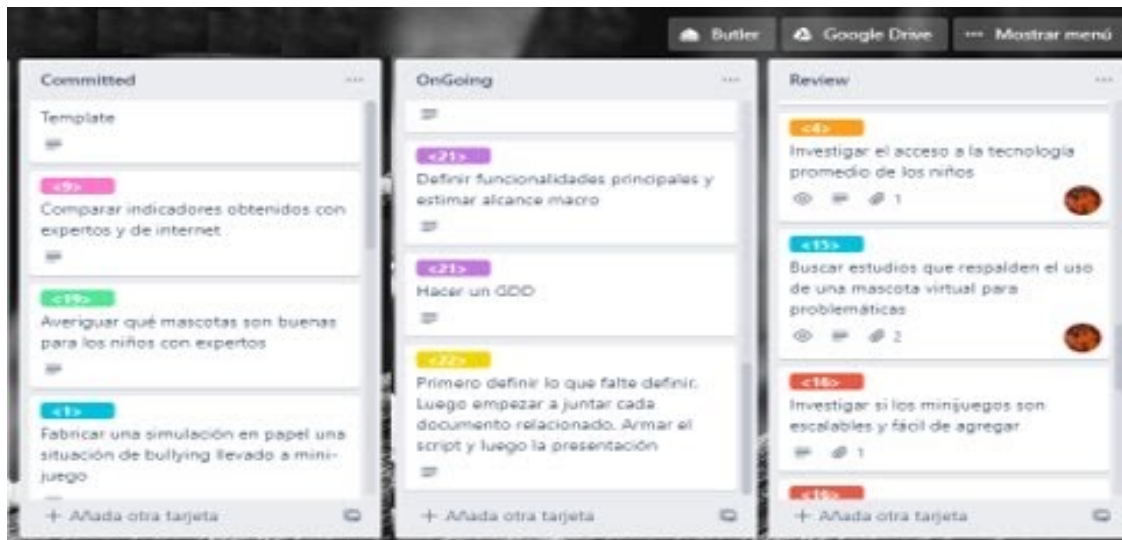 Butler
Google Drive
Mostrar menú
Committed
Template
<9>
Comparar indicadores obtenidos con
expertos y de internet
<19>
Averiguar qué mascotas son buenas
para los niños con expertos
<1>
Fabricar una simulación en papel una
situación de bullying llevado a mini-
juego
+ Añada otra tarjeta
OnGoing
<21>
Definir funcionalidades principales y
estimar alcance macro
<21>
Hacer un GDD
<22>
Primero definir lo que falte definir.
Luego empezar a juntar cada
documento relacionado. Armar el
script y luego la presentación
+ Añada otra tarjeta
Review
<4>
Investigar el acceso a la tecnología
promedio de los niños
1
<15>
Buscar estudios que respalden el uso
de una mascota virtual para
problemáticas
2
<16>
Investigar si los minijuegos son
escalables y fácil de agregar
1
<16>
+ Añada otra tarjeta